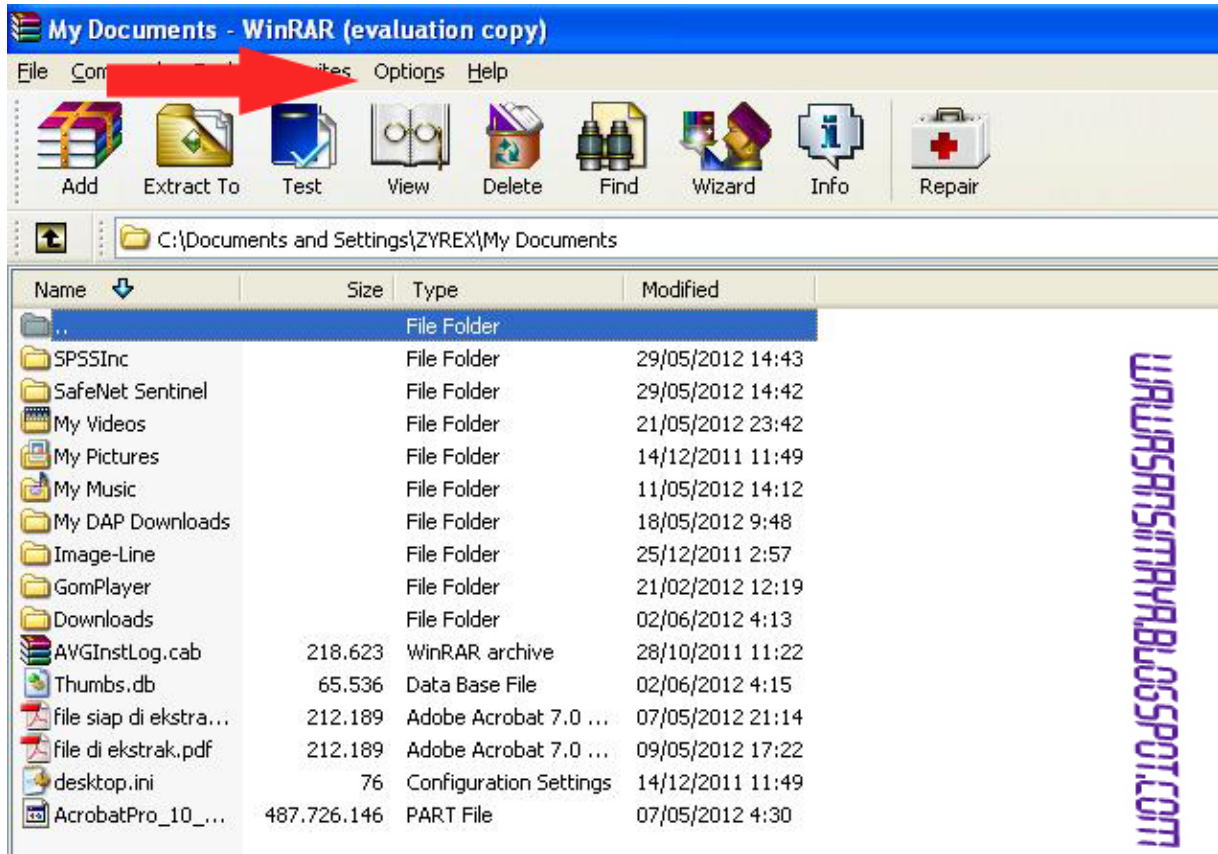 My Documents - WinRAR (evaluation copy)
File Options Help
Add Extract To Test View Delete Find Wizard Info Repair
C:\Documents and Settings\ZYREX\My Documents
Name Size Type Modified
.. File Folder
SPSSInc File Folder 29/05/2012 14:43
SafeNet Sentinel File Folder 29/05/2012 14:42
My Videos File Folder 21/05/2012 23:42
My Pictures File Folder 14/12/2011 11:49
My Music File Folder 11/05/2012 14:12
My DAP Downloads File Folder 18/05/2012 9:48
Image-Line File Folder 25/12/2011 2:57
GomPlayer File Folder 21/02/2012 12:19
Downloads File Folder 02/06/2012 4:13
AVGInstLog.cab 218.623 WinRAR archive 28/10/2011 11:22
Thumbs.db 65.536 Data Base File 02/06/2012 4:15
file siap di ekstra... 212.189 Adobe Acrobat 7.0 ... 07/05/2012 21:14
file di ekstrak.pdf 212.189 Adobe Acrobat 7.0 ... 09/05/2012 17:22
desktop.ini 76 Configuration Settings 14/12/2011 11:49
AcrobatPro_10_... 487.726.146 PART File 07/05/2012 4:30
WAWASANSIMAYA.BLOGSPOT.COM